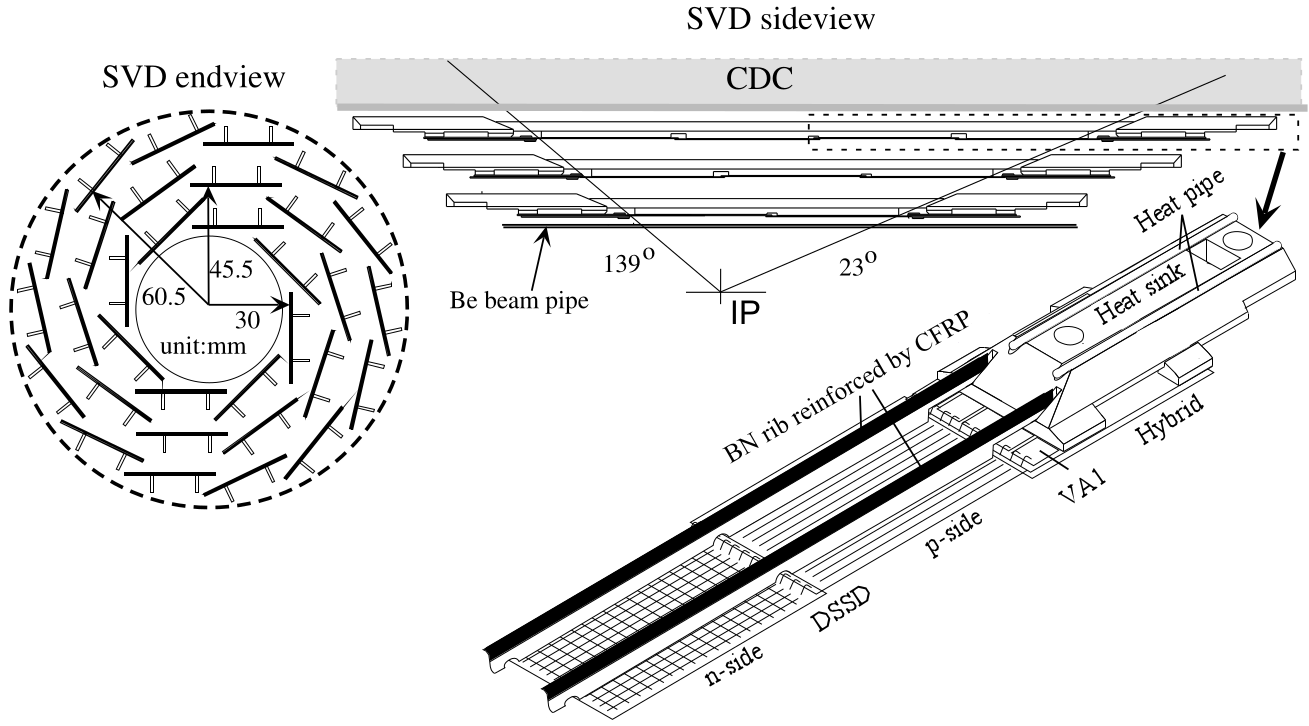 SVD sideview
SVD endview
CDC
45.5
60.5
30
unit:mm
139°
23°
IP
Be beam pipe
Heat pipe
Heat sink
BN rib reinforced by CFRP
Hybrid
VA1
p-side
DSSD
n-side